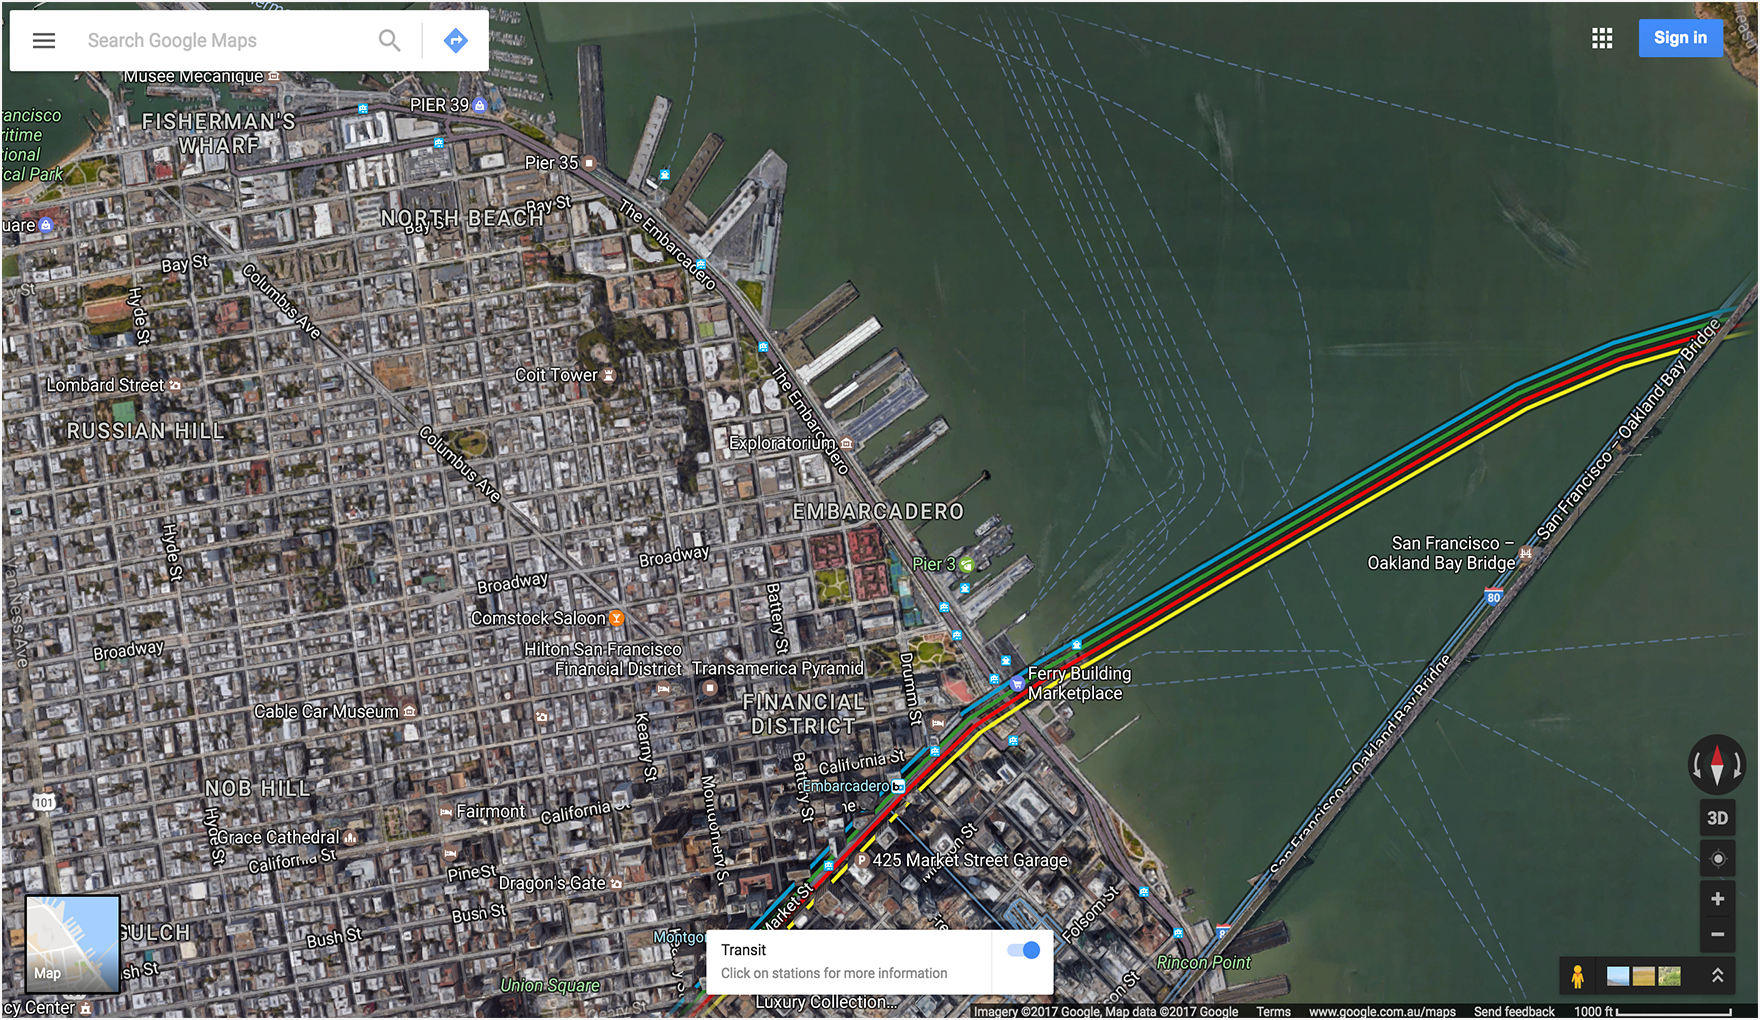 Search Google Maps
Sign in
Musee Mecanique
PIER 39
FISHERMAN'S
WHARF
rancisco
ritime
tional
cal Park
Pier 35
NORTH BEACH
Bay St
Bay St
The Embarcadero
uare
Bay St
y St
Hyde St
Columbus Ave
Coit Tower
The Embarcadero
Lombard Street
RUSSIAN HILL
Columbus Ave
Exploratorium
San Francisco – Oakland Bay Bridge
EMBARCADERO
Hyde St
Broadway
Broadway
Pier 3
San Francisco –
Oakland Bay Bridge
80
an Ness Ave
Comstock Saloon
Battery St
Broadway
Hilton San Francisco
Financial District
Transamerica Pyramid
Drumm St
Ferry Building
Marketplace
FINANCIAL
DISTRICT
Cable Car Museum
Kearny St
San Francisco – Oakland Bay Bridge
California St
Battery St
Embarcadero
NOB HILL
101
Hyde St
Fairmont
California
Grace Cathedral
California St
Pine St
Dragon's Gate
425 Market Street Garage
Mission St
3D
Bush St
Bush St
Market St
Folsom St
GULCH
Map
sh St
Montgo
Transit
Click on stations for more information
Union Square
Rincon Point
cy Center
Luxury Collection...
Imagery ©2017 Google, Map data ©2017 Google
Terms
www.google.com.au/maps
Send feedback
1000 ft